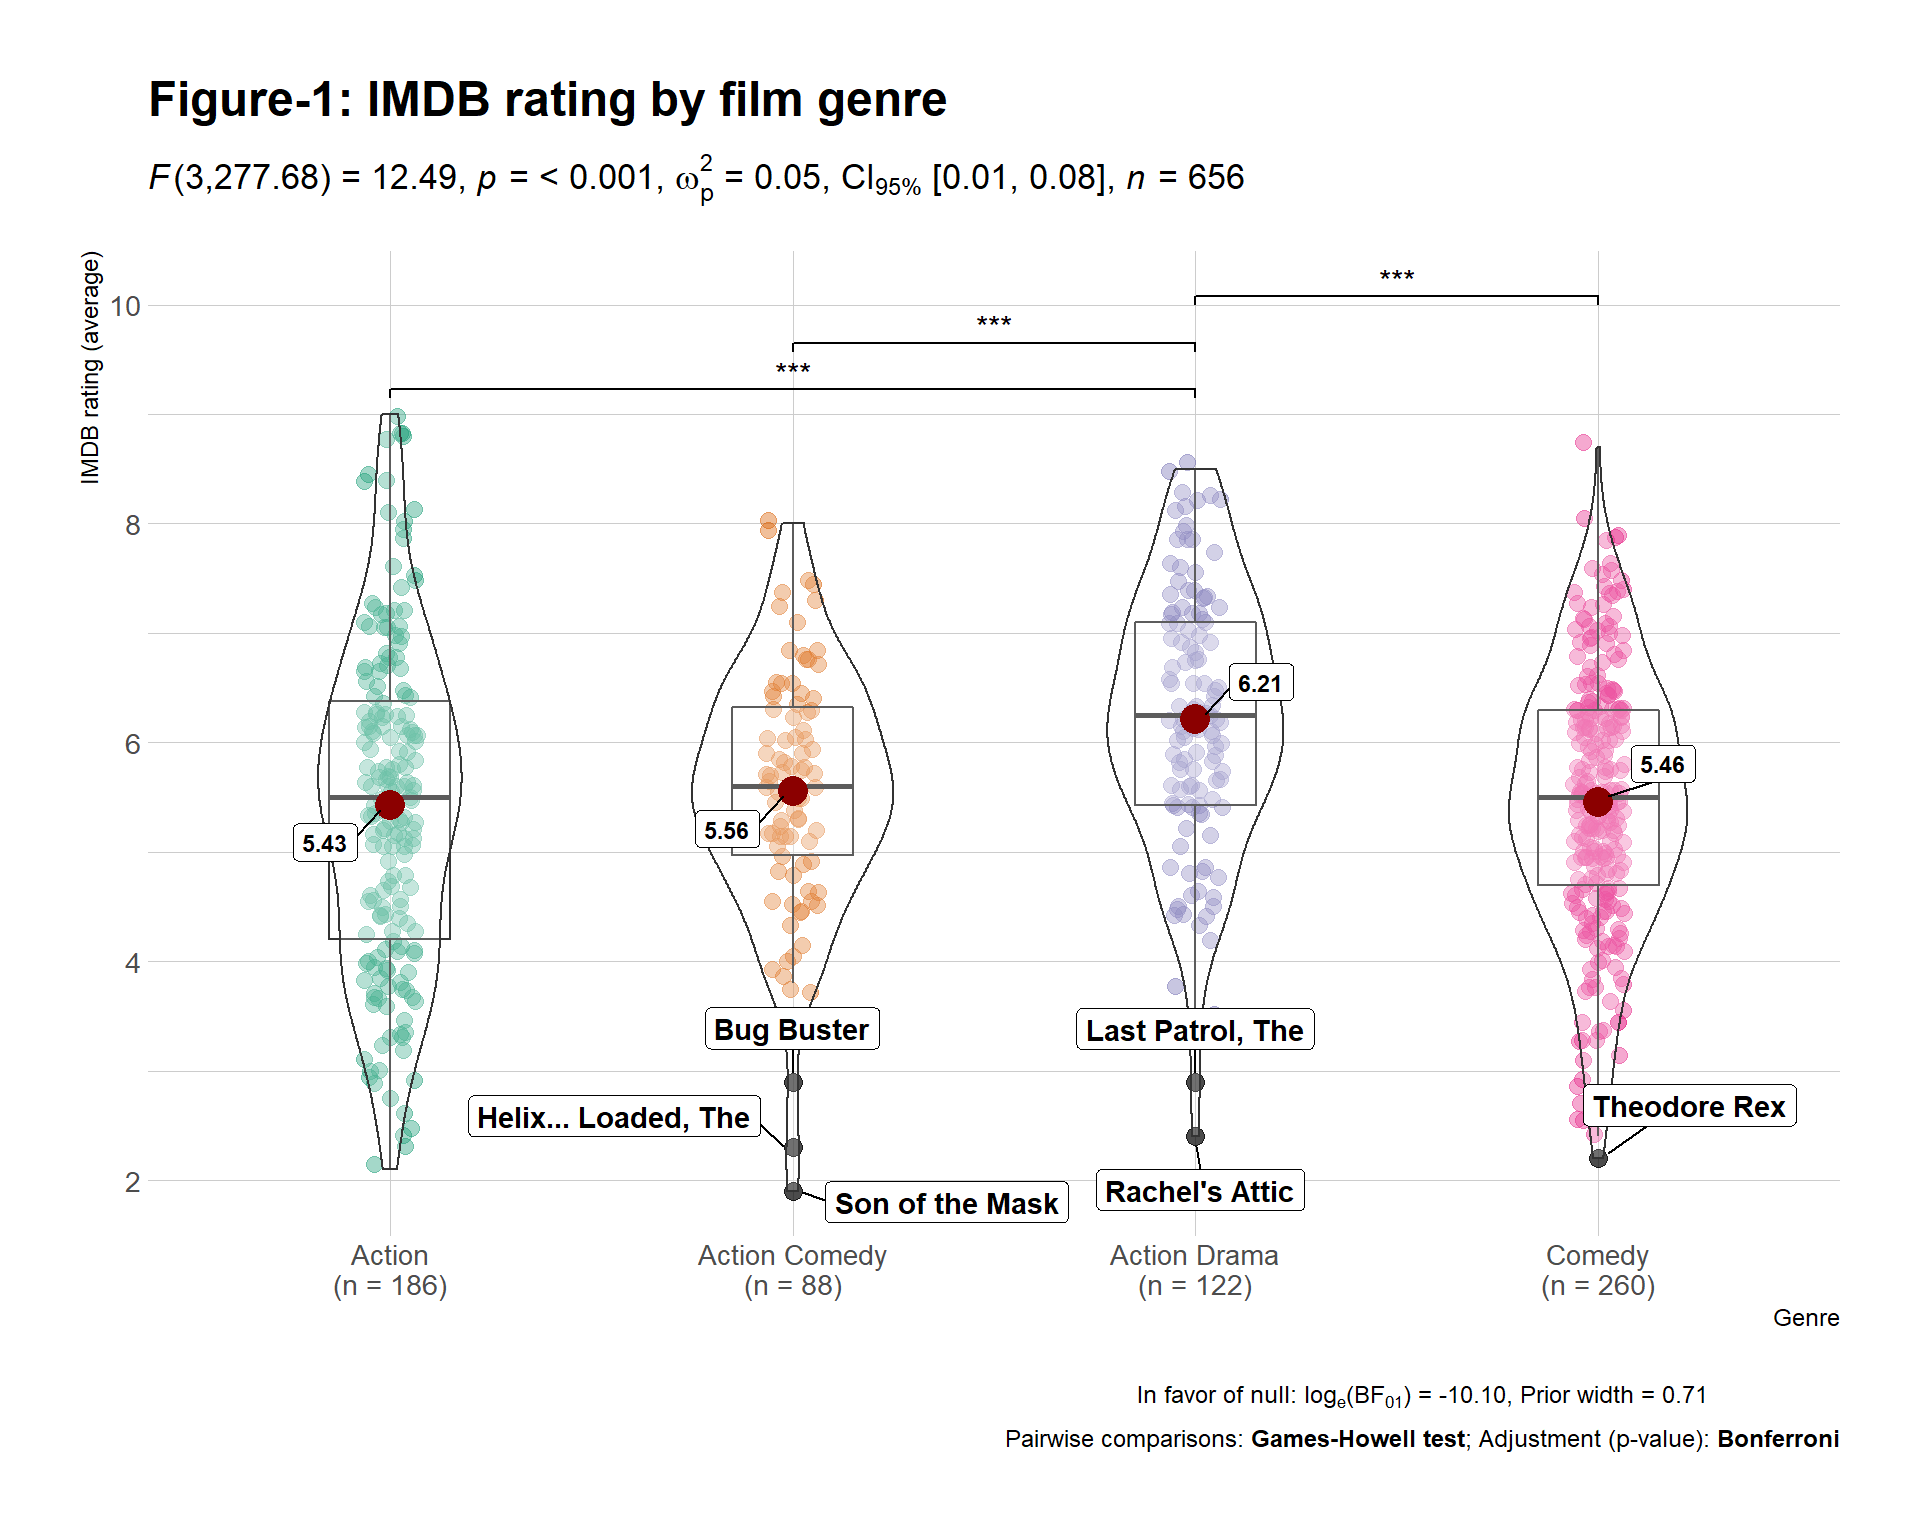 Figure-1: IMDB rating by film genre
F(3,277.68) = 12.49, p = < 0.001, ω²ₚ = 0.05, CI₉₅% [0.01, 0.08], n = 656
IMDB rating (average)
10
8
6
4
2
***
***
***
5.43
5.56
6.21
5.46
Bug Buster
Last Patrol, The
Helix... Loaded, The
Theodore Rex
Son of the Mask
Rachel's Attic
Action
(n = 186)
Action Comedy
(n = 88)
Action Drama
(n = 122)
Comedy
(n = 260)
Genre
In favor of null: logₑ(BF₀₁) = -10.10, Prior width = 0.71
Pairwise comparisons: Games-Howell test; Adjustment (p-value): Bonferroni